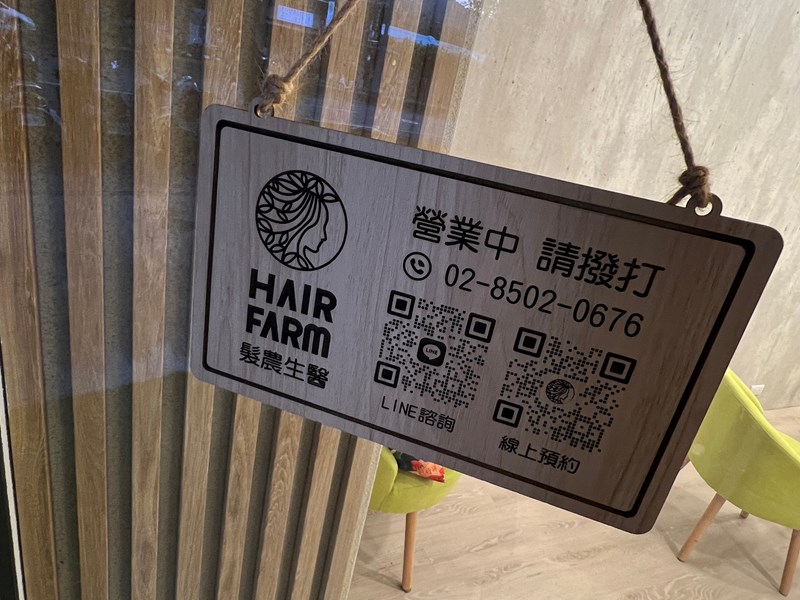 HAIR
FARM
髮農生醫
營業中 請撥打
02-8502-0676
LINE
LINE諮詢
線上預約